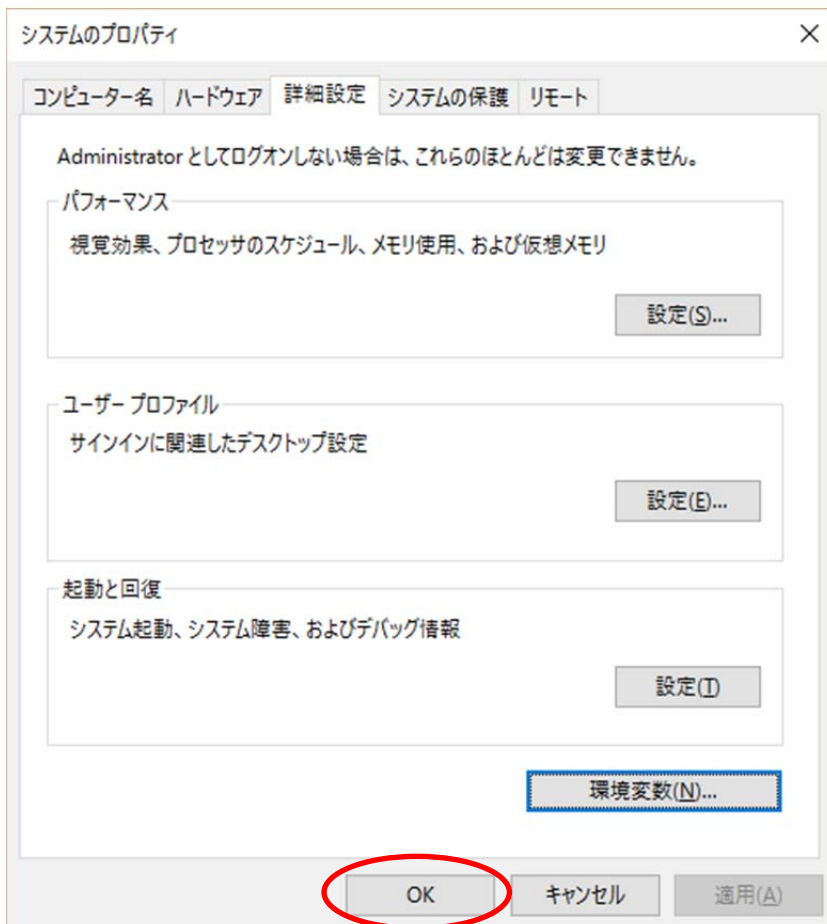 システムのプロパティ
コンピューター名 ハードウェア 詳細設定 システムの保護 リモート
Administrator としてログオンしない場合は、これらのほとんどは変更できません。
パフォーマンス
視覚効果、プロセッサのスケジュール、メモリ使用、および仮想メモリ
設定(S)...
ユーザー プロファイル
サインインに関連したデスクトップ設定
設定(E)...
起動と回復
システム起動、システム障害、およびデバッグ情報
設定(T)
環境変数(N)...
OK キャンセル 適用(A)